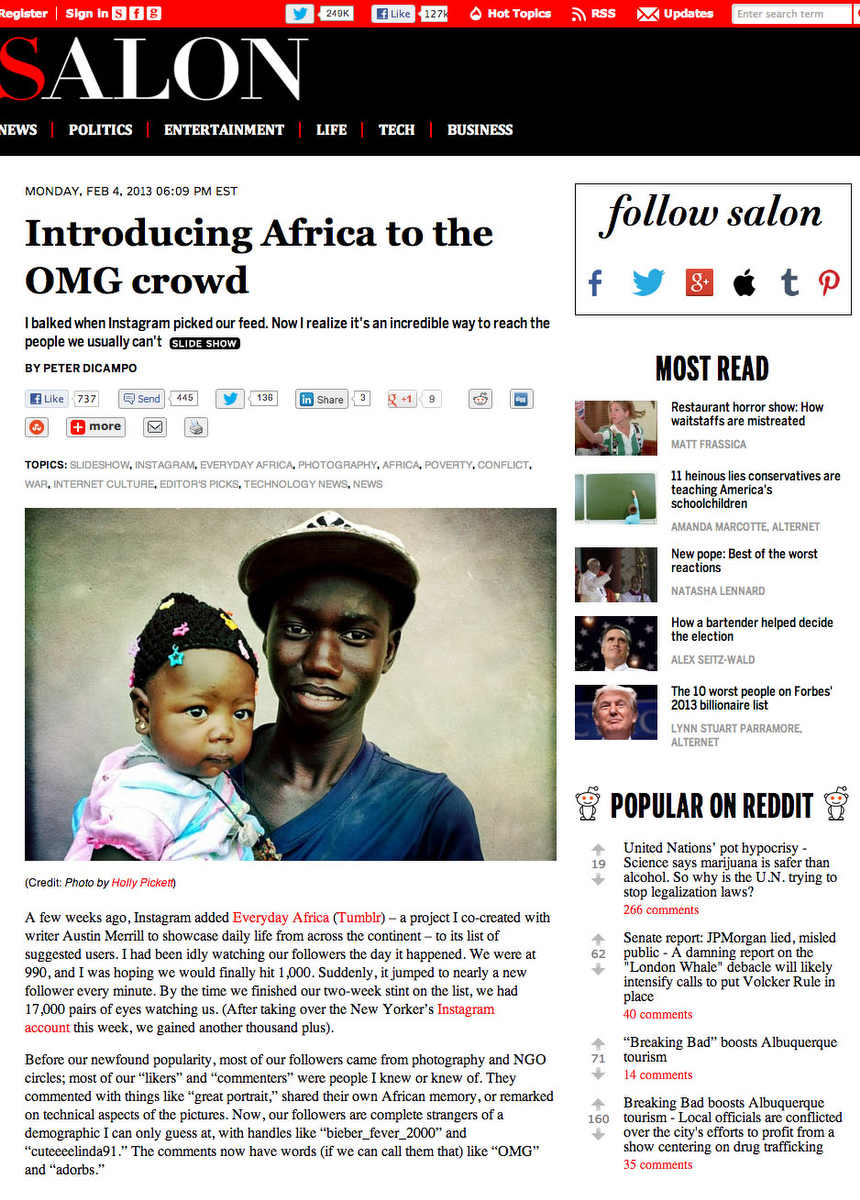 Register | Sign in S f g
249K
Like 127k
Hot Topics
RSS
Updates
Enter search term
SALON
NEWS | POLITICS | ENTERTAINMENT | LIFE | TECH | BUSINESS
MONDAY, FEB 4, 2013 06:09 PM EST
Introducing Africa to the
OMG crowd
I balked when Instagram picked our feed. Now I realize it's an incredible way to reach the
people we usually can't SLIDE SHOW
BY PETER DICAMPO
Like 737 Send 445 136 in Share 3 g +1 9
more
TOPICS: SLIDESHOW, INSTAGRAM, EVERYDAY AFRICA, PHOTOGRAPHY, AFRICA, POVERTY, CONFLICT,
WAR, INTERNET CULTURE, EDITOR'S PICKS, TECHNOLOGY NEWS, NEWS
(Credit: Photo by Holly Pickett)
A few weeks ago, Instagram added Everyday Africa (Tumblr) – a project I co-created with
writer Austin Merrill to showcase daily life from across the continent – to its list of
suggested users. I had been idly watching our followers the day it happened. We were at
990, and I was hoping we would finally hit 1,000. Suddenly, it jumped to nearly a new
follower every minute. By the time we finished our two-week stint on the list, we had
17,000 pairs of eyes watching us. (After taking over the New Yorker's Instagram
account this week, we gained another thousand plus).
Before our newfound popularity, most of our followers came from photography and NGO
circles; most of our “likers” and “commenters” were people I knew or knew of. They
commented with things like “great portrait,” shared their own African memory, or remarked
on technical aspects of the pictures. Now, our followers are complete strangers of a
demographic I can only guess at, with handles like “bieber_fever_2000” and
“cuteeeelinda91.” The comments now have words (if we can call them that) like “OMG”
and “adorbs.”
follow salon
f g+ t
MOST READ
Restaurant horror show: How
waitstaffs are mistreated
MATT FRASSICA
11 heinous lies conservatives are
teaching America's
schoolchildren
AMANDA MARCOTTE, ALTERNET
New pope: Best of the worst
reactions
NATASHA LENNARD
How a bartender helped decide
the election
ALEX SEITZ-WALD
The 10 worst people on Forbes'
2013 billionaire list
LYNN STUART PARRAMORE,
ALTERNET
POPULAR ON REDDIT
19
United Nations' pot hypocrisy -
Science says marijuana is safer than
alcohol. So why is the U.N. trying to
stop legalization laws?
266 comments
62
Senate report: JPMorgan lied, misled
public - A damning report on the
"London Whale" debacle will likely
intensify calls to put Volcker Rule in
place
40 comments
71
“Breaking Bad” boosts Albuquerque
tourism
14 comments
160
Breaking Bad boosts Albuquerque
tourism - Local officials are conflicted
over the city's efforts to profit from a
show centering on drug trafficking
35 comments